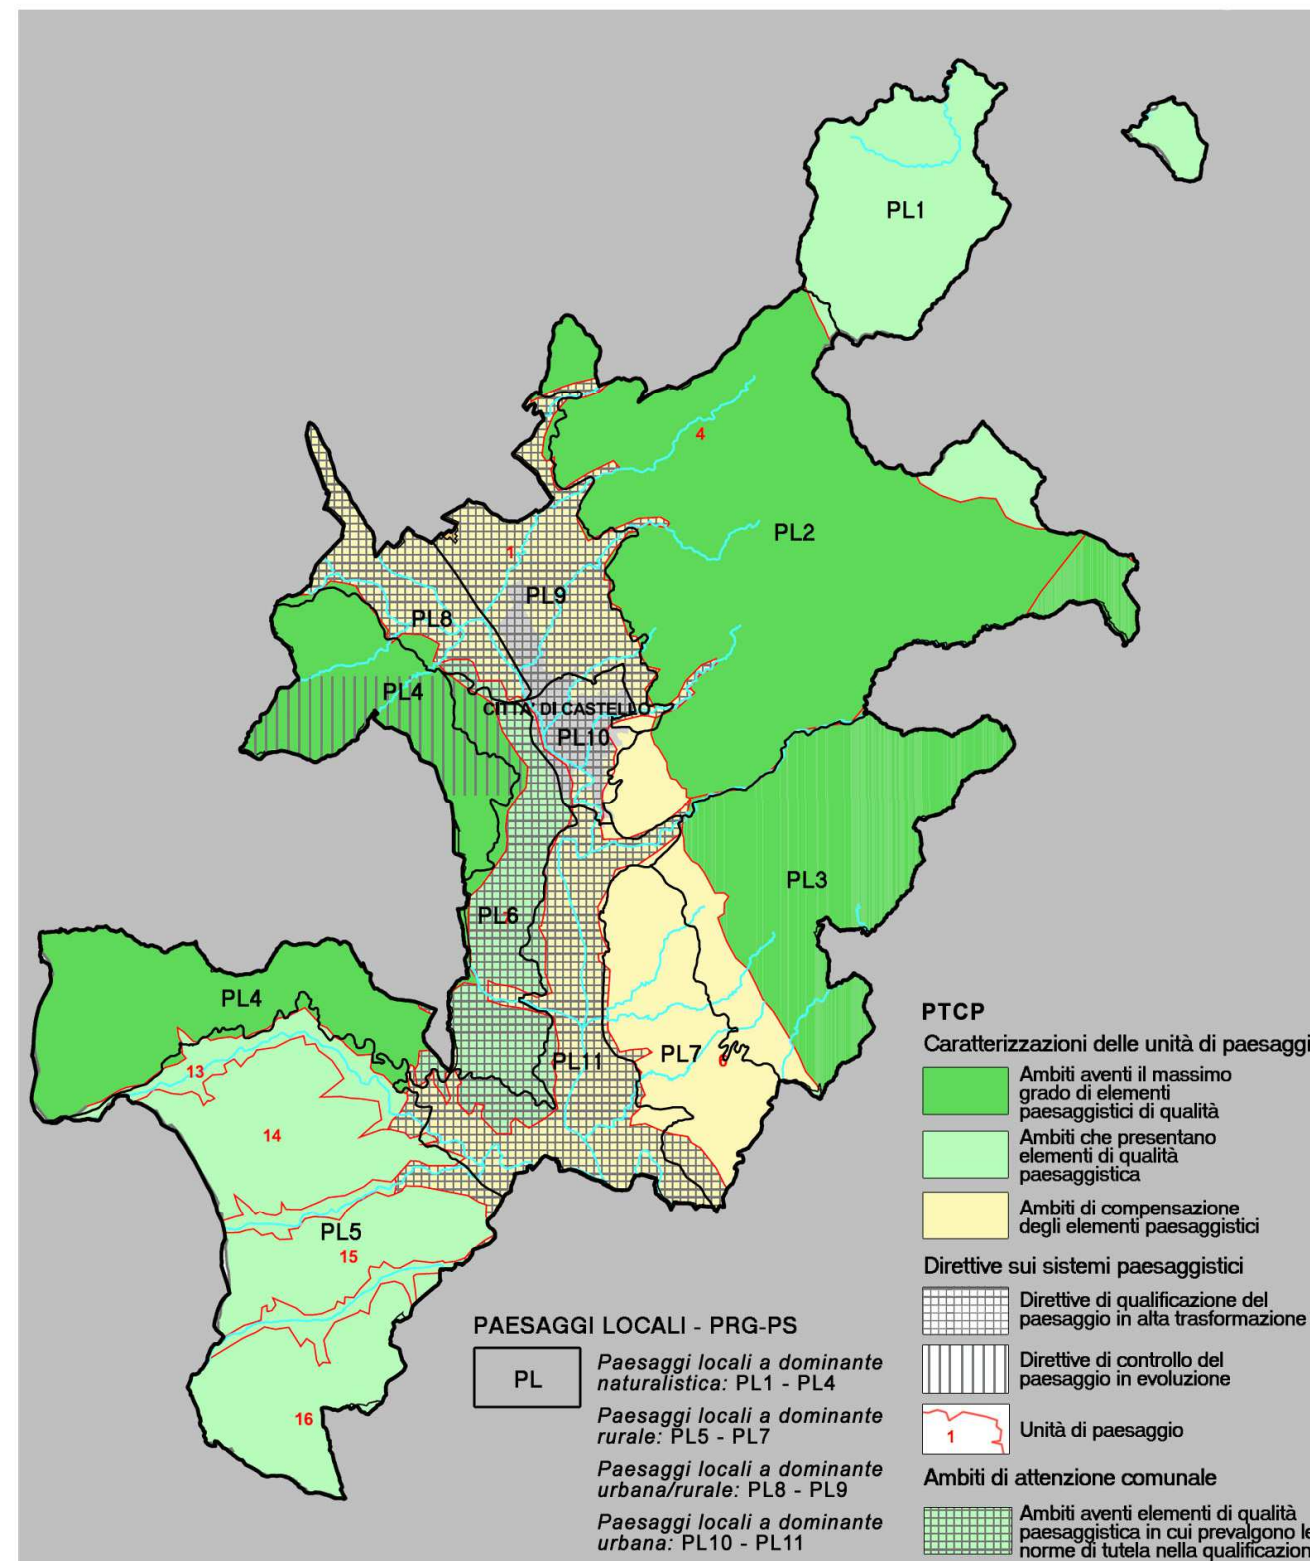 PL1
4
PL2
1
PL9
PL8
PL4
CITTA' DI CASTELLO
PL10
PL3
PL6
PL4
PL11
PL7
6
13
14
PL5
15
16
PAESAGGI LOCALI - PRG-PS
PL
Paesaggi locali a dominante
naturalistica: PL1 - PL4
Paesaggi locali a dominante
rurale: PL5 - PL7
Paesaggi locali a dominante
urbana/rurale: PL8 - PL9
Paesaggi locali a dominante
urbana: PL10 - PL11
PTCP
Caratterizzazioni delle unità di paesaggi
Ambiti aventi il massimo
grado di elementi
paesaggistici di qualità
Ambiti che presentano
elementi di qualità
paesaggistica
Ambiti di compensazione
degli elementi paesaggistici
Direttive sui sistemi paesaggistici
Direttive di qualificazione del
paesaggio in alta trasformazione
Direttive di controllo del
paesaggio in evoluzione
1
Unità di paesaggio
Ambiti di attenzione comunale
Ambiti aventi elementi di qualità
paesaggistica in cui prevalgono le
norme di tutela nella qualificazion